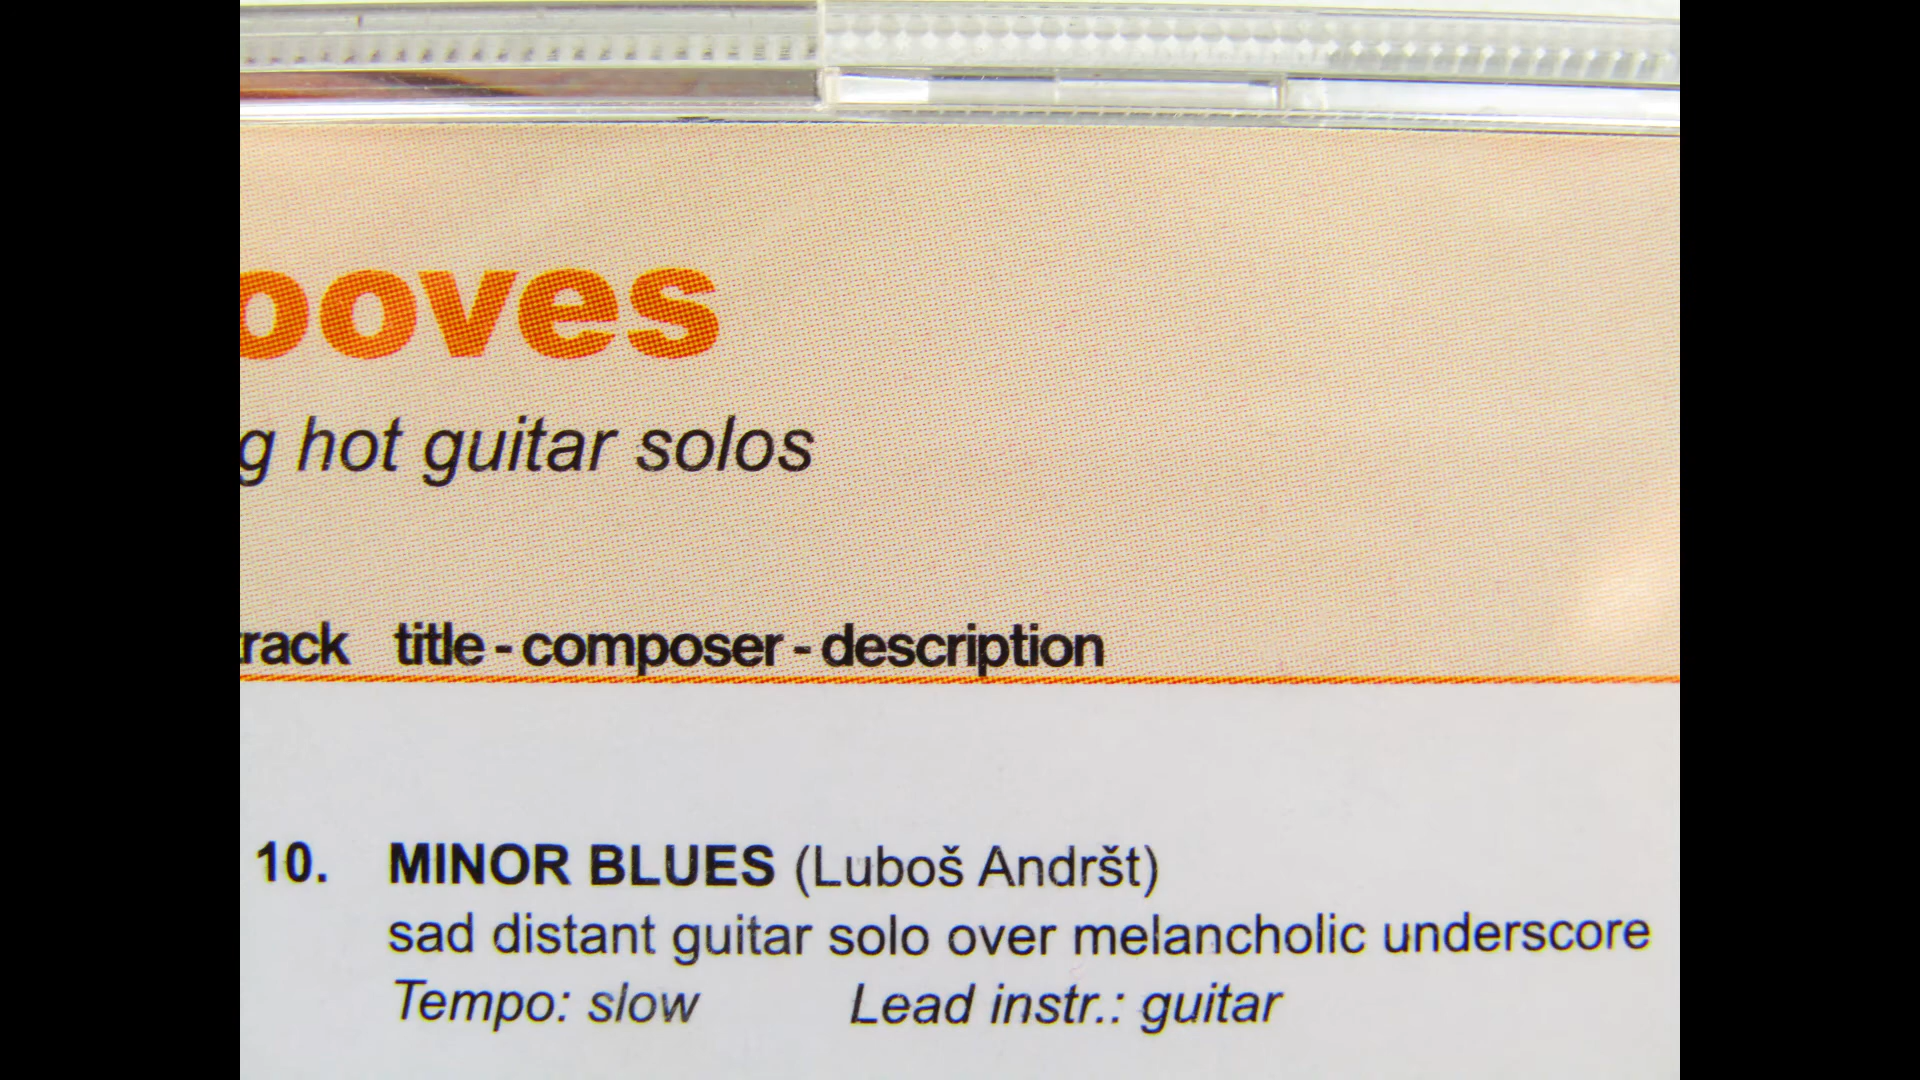 ooves
g hot guitar solos
track title - composer - description
10. MINOR BLUES (Luboš Andršt)
sad distant guitar solo over melancholic underscore
Tempo: slow Lead instr.: guitar